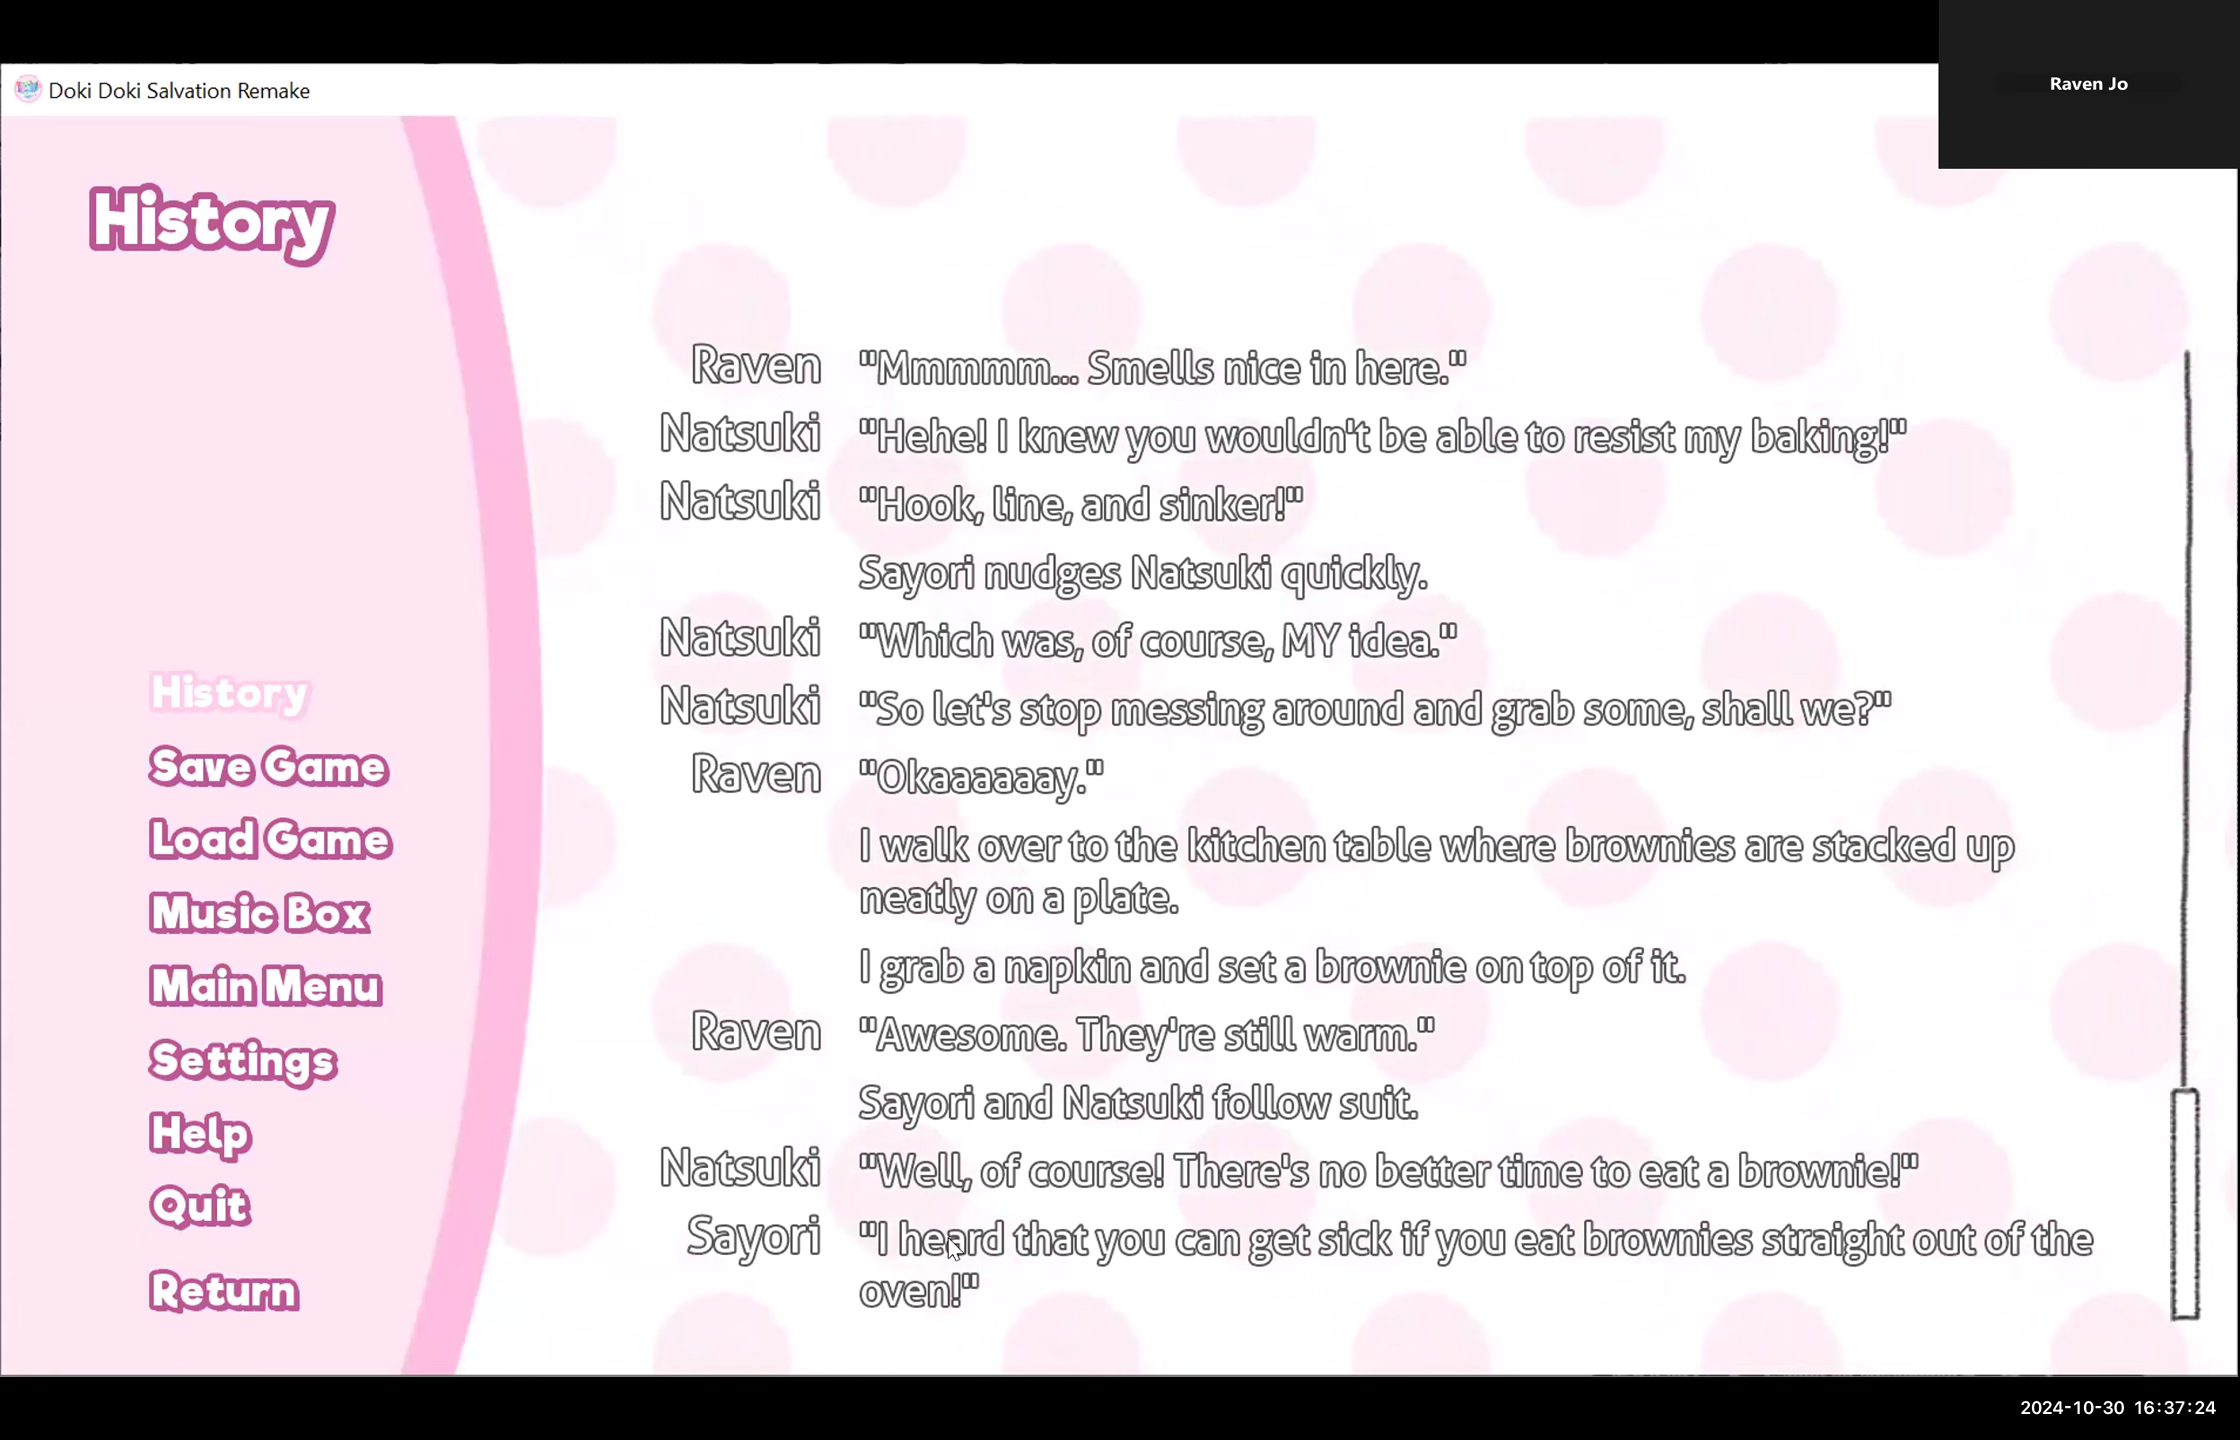 Doki Doki Salvation Remake
Raven Jo
History
Raven "Mmmmm... Smells nice in here."
Natsuki "Hehe! I knew you wouldn't be able to resist my baking!"
Natsuki "Hook, line, and sinker!"
Sayori nudges Natsuki quickly.
Natsuki "Which was, of course, MY idea."
Natsuki "So let's stop messing around and grab some, shall we?"
Raven "Okaaaaaay."
I walk over to the kitchen table where brownies are stacked up
neatly on a plate.
I grab a napkin and set a brownie on top of it.
Raven "Awesome. They're still warm."
Sayori and Natsuki follow suit.
Natsuki "Well, of course! There's no better time to eat a brownie!"
Sayori "I heard that you can get sick if you eat brownies straight out of the
oven!"
History
Save Game
Load Game
Music Box
Main Menu
Settings
Help
Quit
Return
2024-10-30 16:37:24